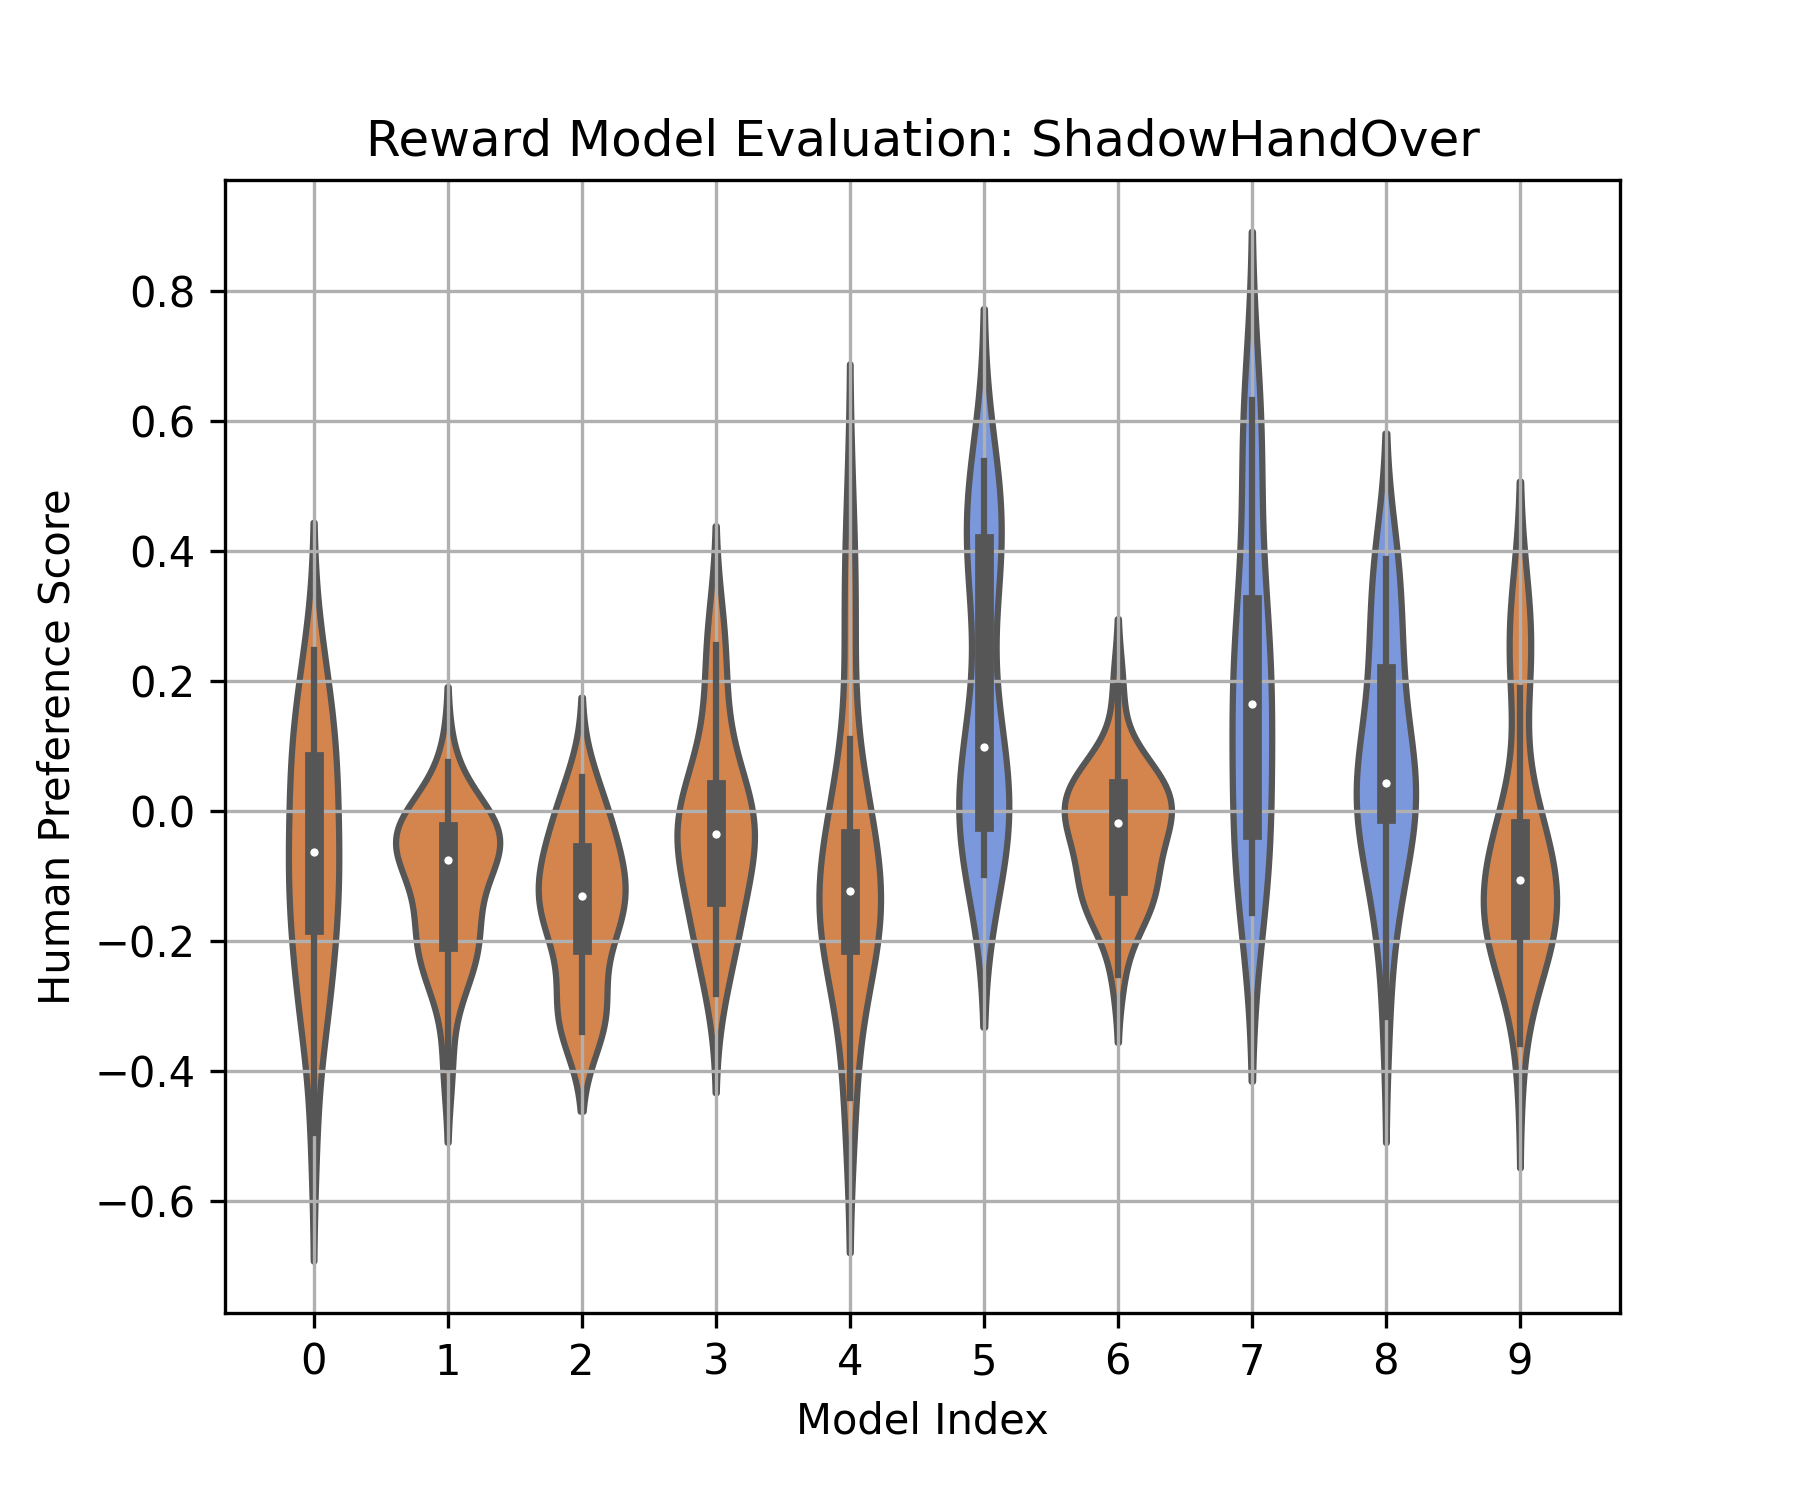 Reward Model Evaluation: ShadowHandOver
Human Preference Score
0.8
0.6
0.4
0.2
0.0
−0.2
−0.4
−0.6
0 1 2 3 4 5 6 7 8 9
Model Index